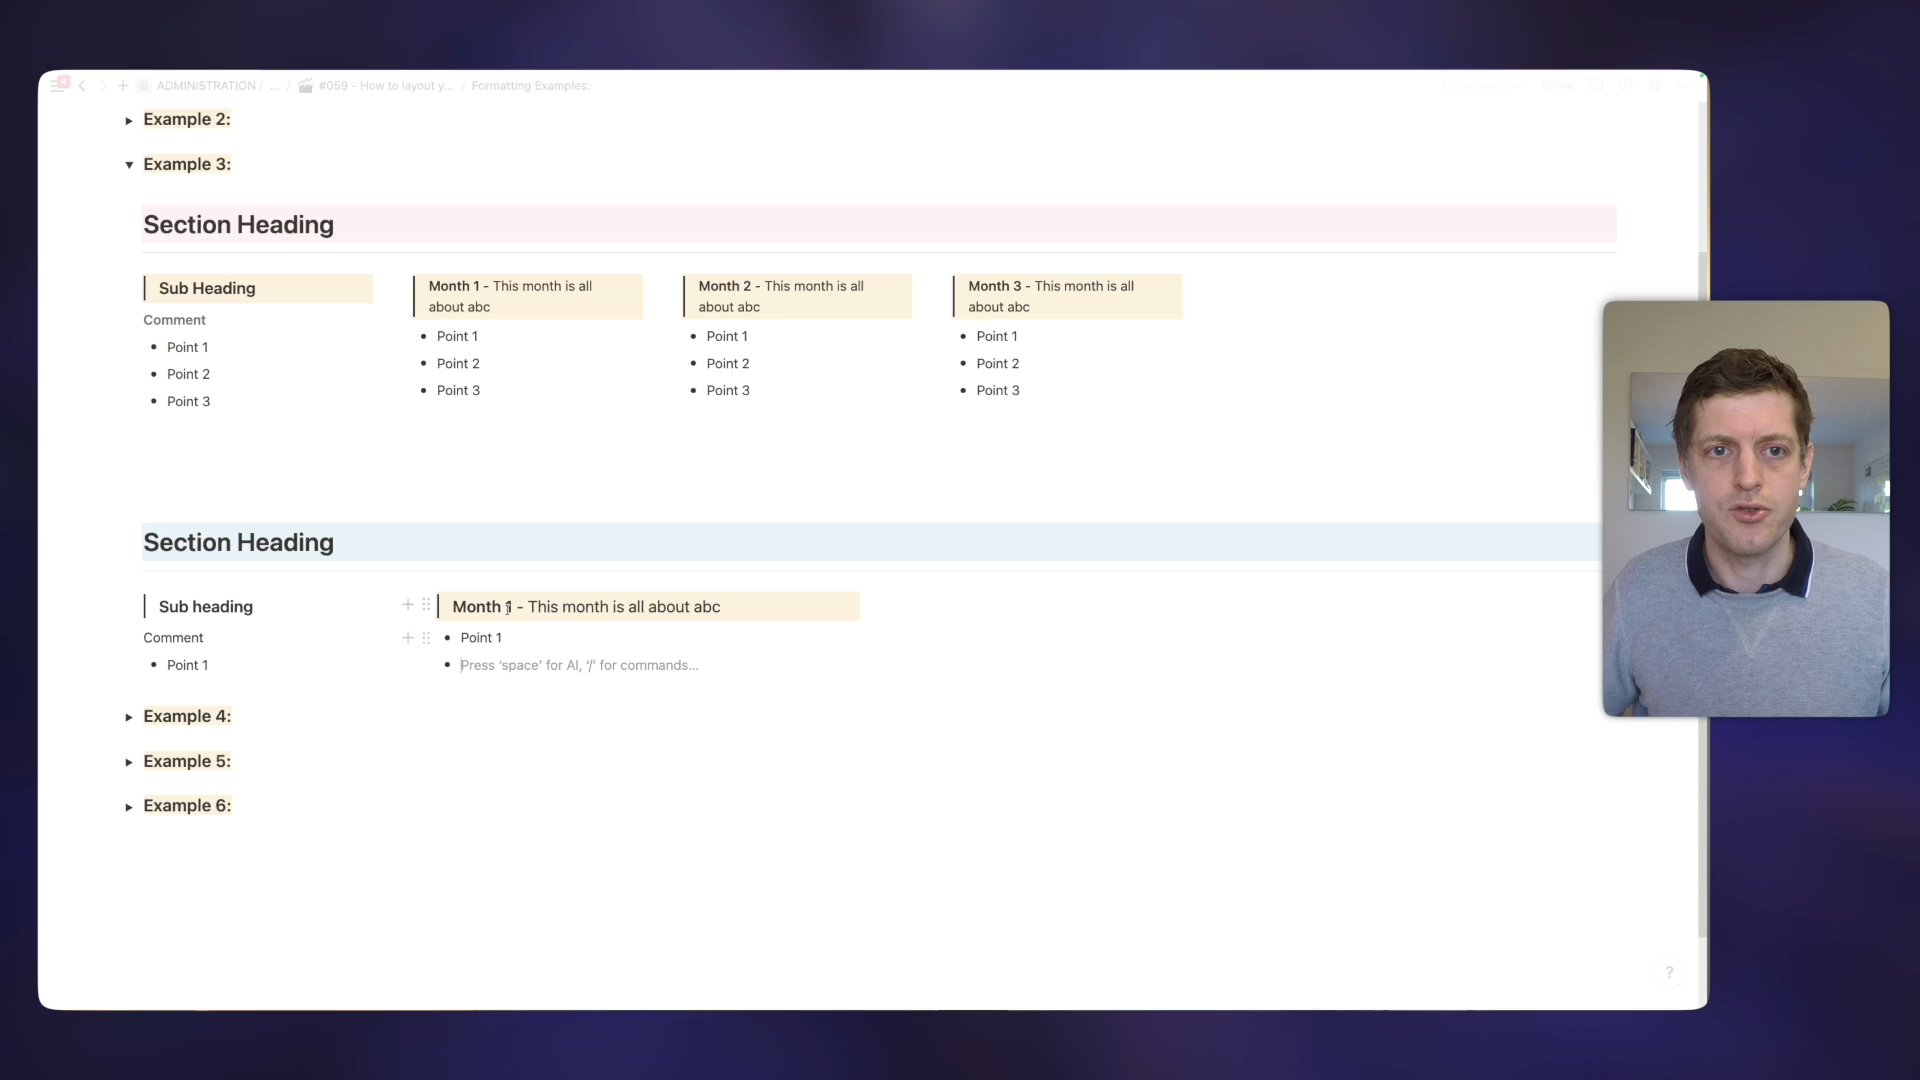 4
ADMINISTRATION / ... / #059 - How to layout y... / Formatting Examples:
Share
Example 2:
Example 3:
Section Heading
Sub Heading
Comment
• Point 1
• Point 2
• Point 3
Month 1 - This month is all
about abc
• Point 1
• Point 2
• Point 3
Month 2 - This month is all
about abc
• Point 1
• Point 2
• Point 3
Month 3 - This month is all
about abc
• Point 1
• Point 2
• Point 3
Section Heading
Sub heading
Comment
• Point 1
Month 1 - This month is all about abc
• Point 1
• Press ‘space’ for AI, ‘/’ for commands...
Example 4:
Example 5:
Example 6:
?